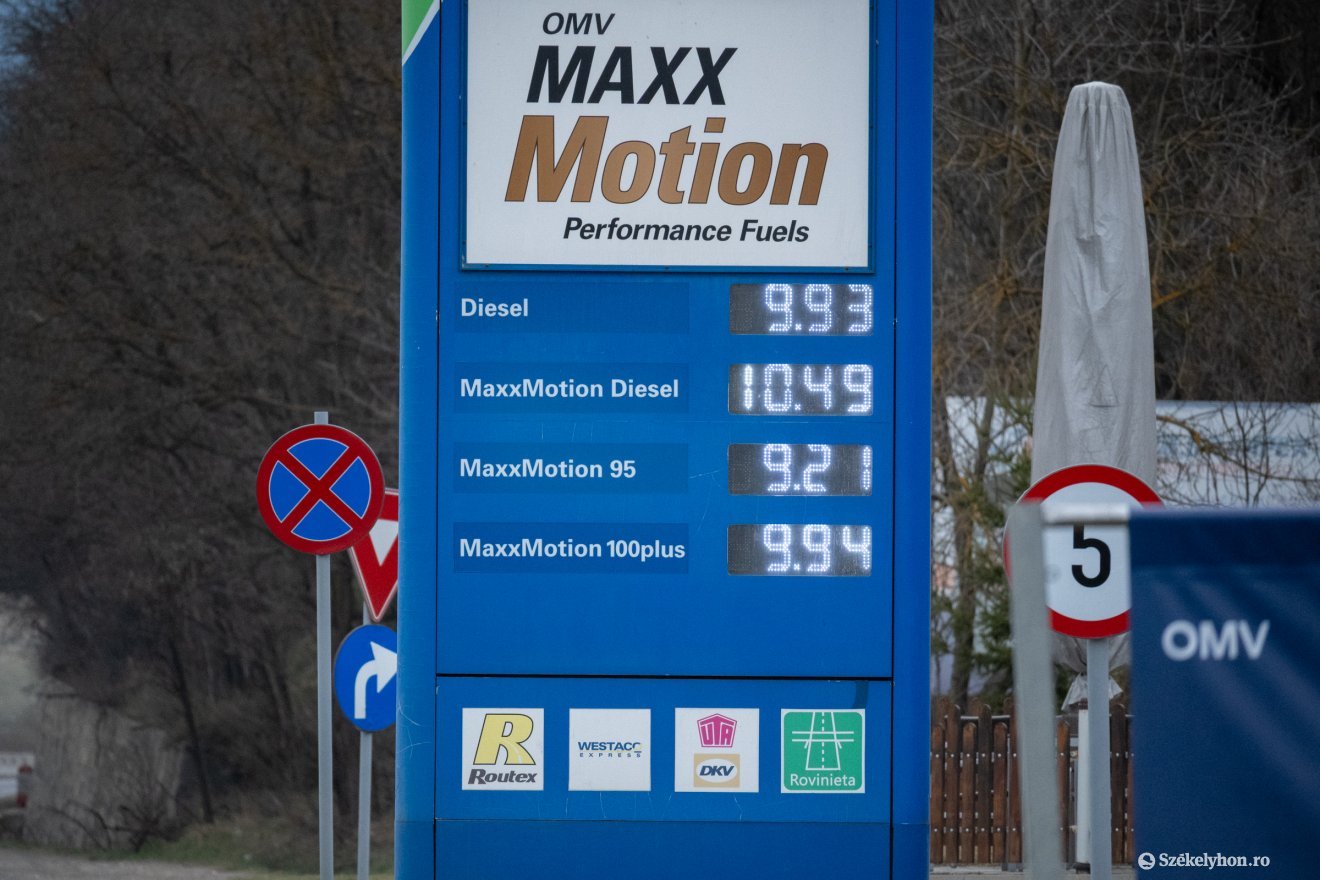 OMV
MAXX
Motion
Performance Fuels
Diesel 9.93
MaxxMotion Diesel 10.49
MaxxMotion 95 9.21
MaxxMotion 100plus 9.94
5
OMV
R
Routex
WESTACO
EXPRESS
UTA
DKV
Rovinieta
Székelyhon.ro